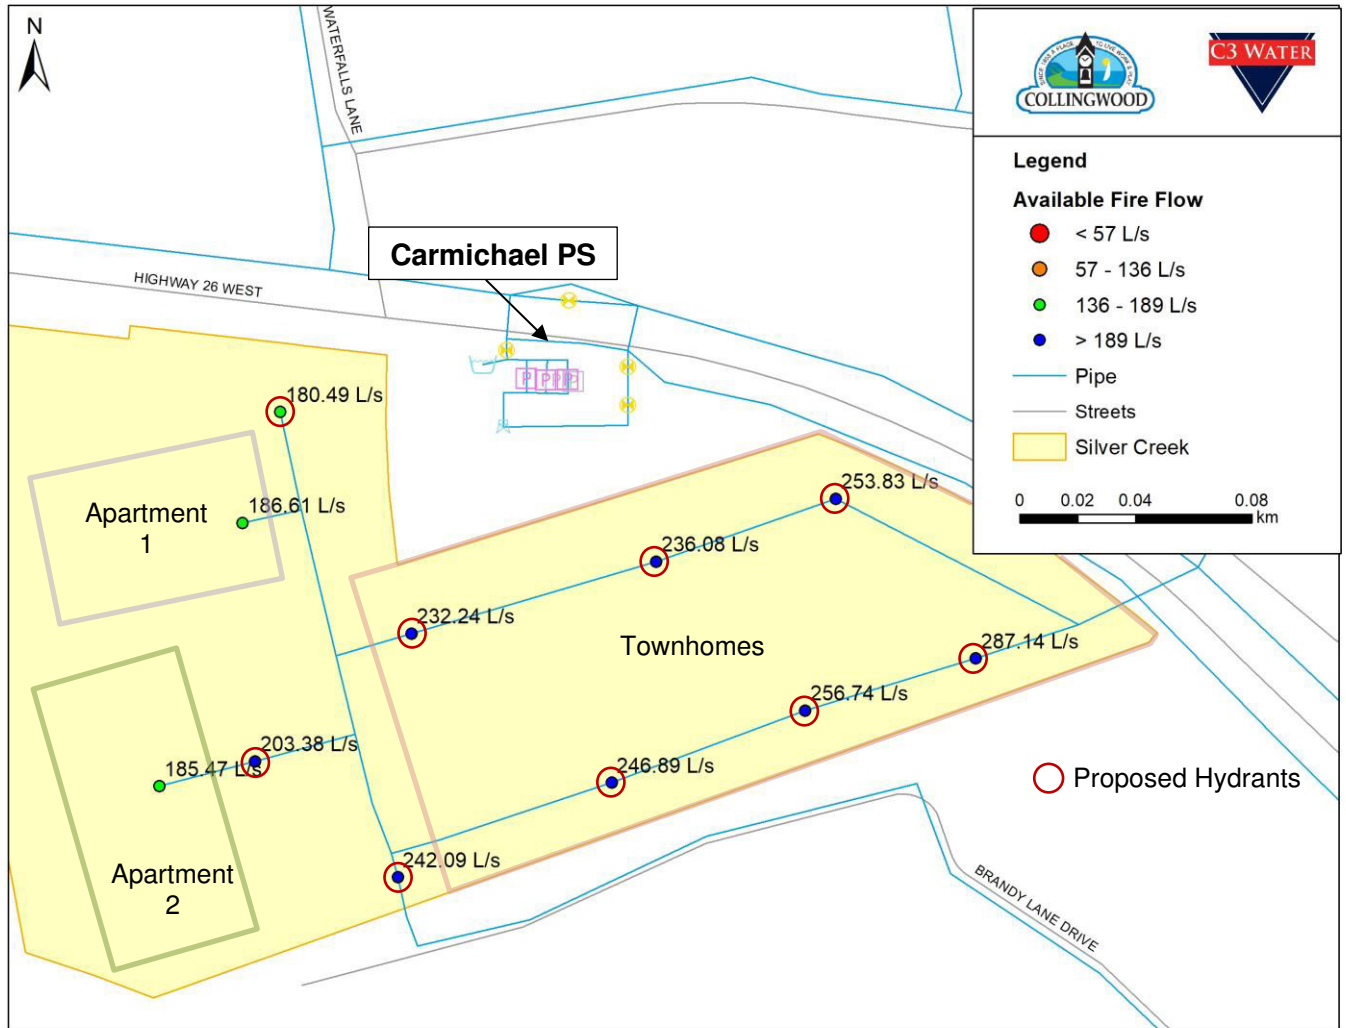 N
WATERFALLS LANE
COLLINGWOOD
C3 WATER
Legend
Available Fire Flow
< 57 L/s
57 - 136 L/s
136 - 189 L/s
> 189 L/s
Pipe
Streets
Silver Creek
0 0.02 0.04 0.08
km
Carmichael PS
HIGHWAY 26 WEST
P P P P
180.49 L/s
253.83 L/s
186.61 L/s
Apartment
1
236.08 L/s
232.24 L/s
Townhomes
287.14 L/s
256.74 L/s
203.38 L/s
185.47 L/s
246.89 L/s
Proposed Hydrants
242.09 L/s
Apartment
2
BRANDY LANE DRIVE